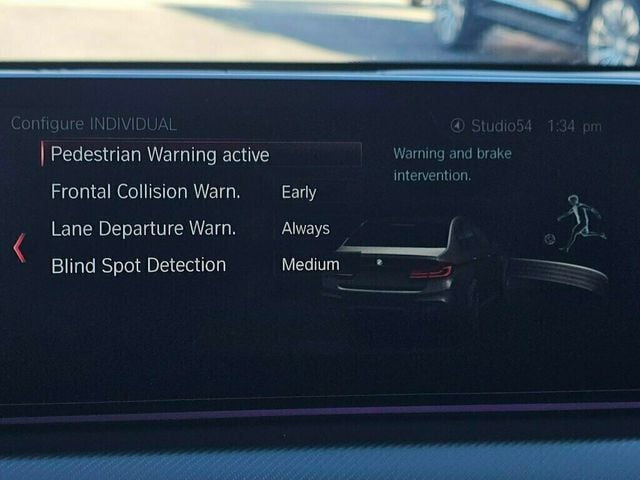 Configure INDIVIDUAL
Studio54 1:34 pm
Pedestrian Warning active
Warning and brake
intervention.
Frontal Collision Warn. Early
Lane Departure Warn. Always
Blind Spot Detection Medium